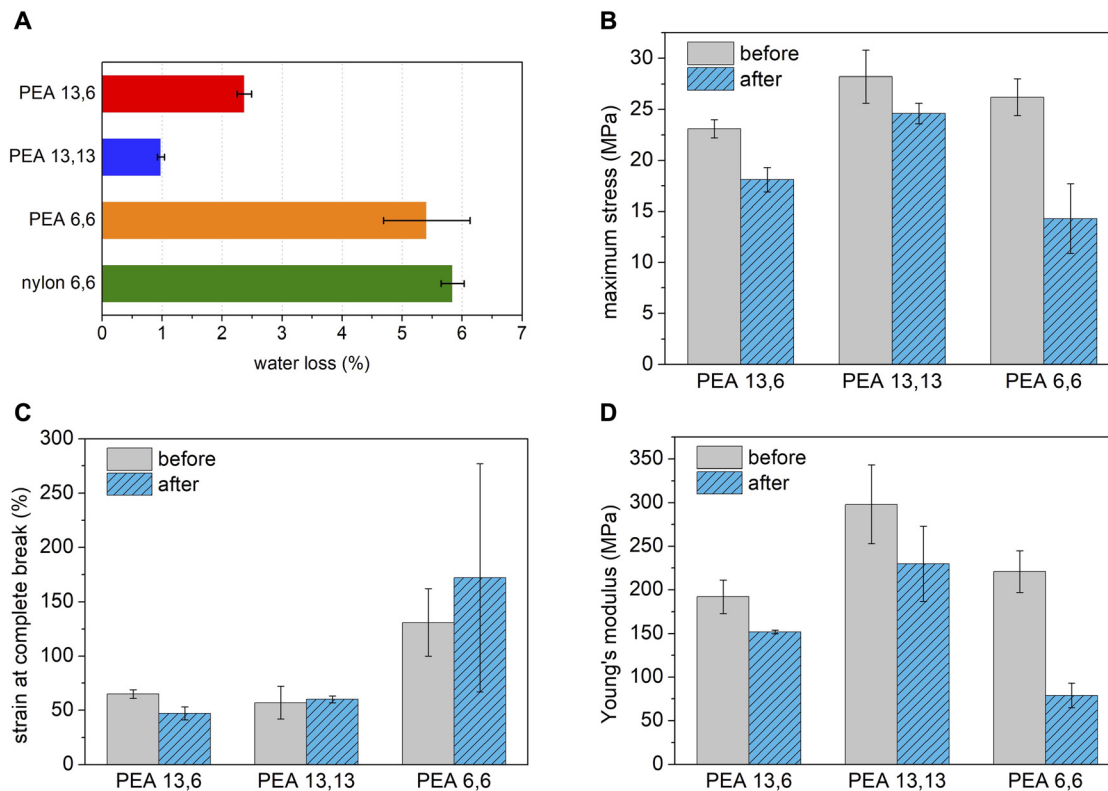 A
PEA 13,6
PEA 13,13
PEA 6,6
nylon 6,6
0 1 2 3 4 5 6 7
water loss (%)
B
before
after
30
25
20
15
10
5
0
maximum stress (MPa)
PEA 13,6 PEA 13,13 PEA 6,6
C
before
after
300
250
200
150
100
50
0
strain at complete break (%)
PEA 13,6 PEA 13,13 PEA 6,6
D
before
after
350
300
250
200
150
100
50
0
Young's modulus (MPa)
PEA 13,6 PEA 13,13 PEA 6,6